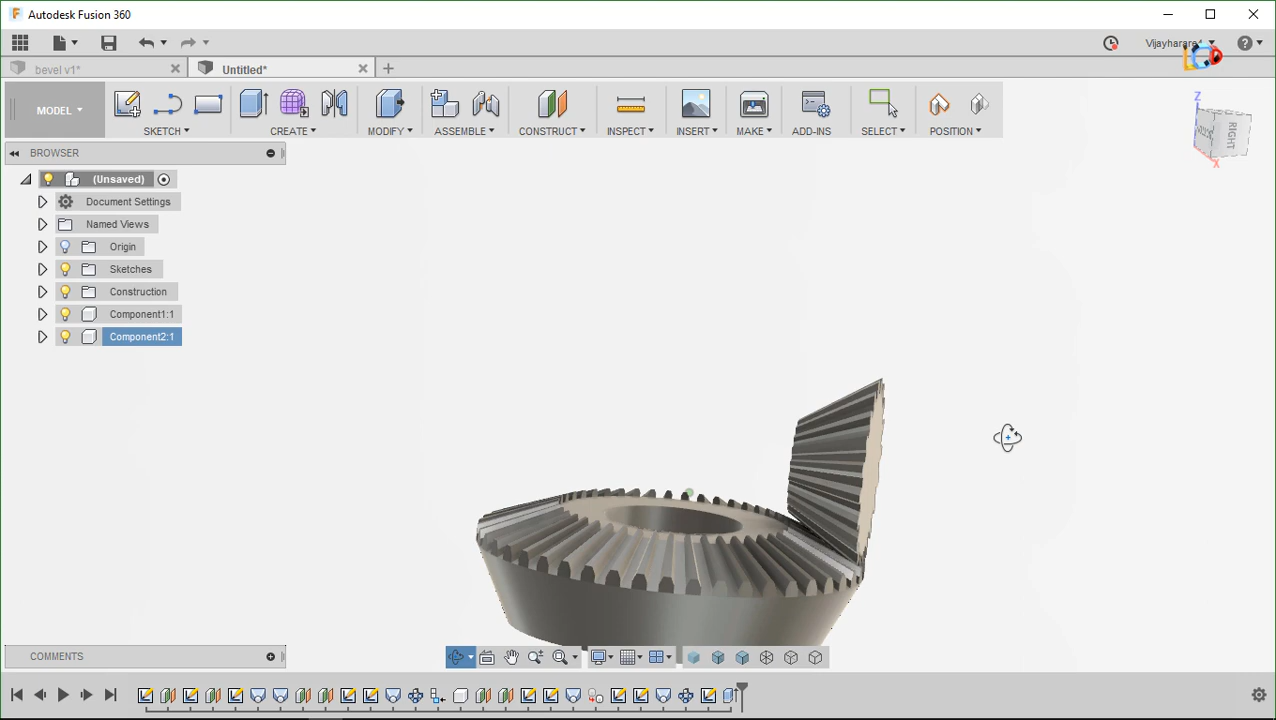 Autodesk Fusion 360
Vijayharare4
bevel v1*
Untitled*
MODEL
SKETCH
CREATE
MODIFY
ASSEMBLE
CONSTRUCT
INSPECT
INSERT
MAKE
ADD-INS
SELECT
POSITION
Z
RIGHT
X
BROWSER
(Unsaved)
Document Settings
Named Views
Origin
Sketches
Construction
Component1:1
Component2:1
COMMENTS